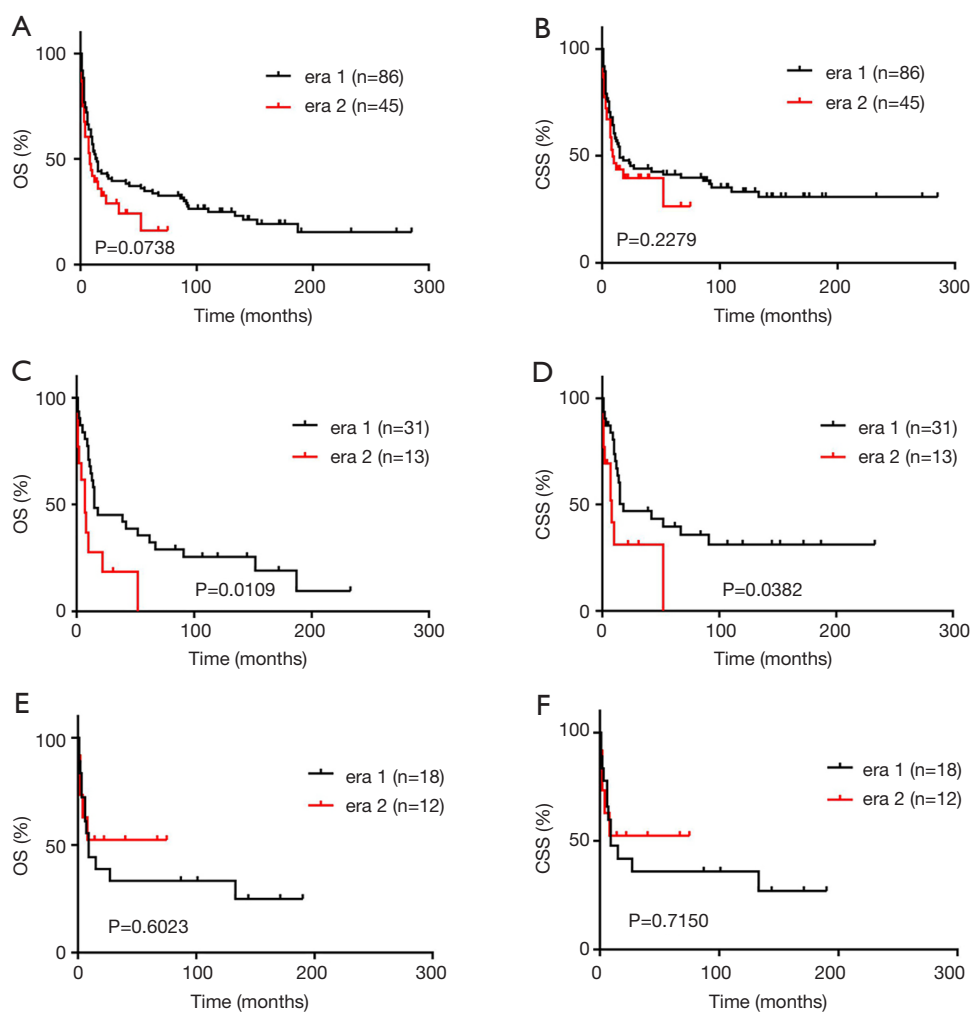 A
100
50
0
OS (%)
era 1 (n=86)
era 2 (n=45)
P=0.0738
0 100 200 300
Time (months)
B
100
50
0
CSS (%)
era 1 (n=86)
era 2 (n=45)
P=0.2279
0 100 200 300
Time (months)
C
100
50
0
OS (%)
era 1 (n=31)
era 2 (n=13)
P=0.0109
0 100 200 300
Time (months)
D
100
50
0
CSS (%)
era 1 (n=31)
era 2 (n=13)
P=0.0382
0 100 200 300
Time (months)
E
100
50
0
OS (%)
era 1 (n=18)
era 2 (n=12)
P=0.6023
0 100 200 300
Time (months)
F
100
50
0
CSS (%)
era 1 (n=18)
era 2 (n=12)
P=0.7150
0 100 200 300
Time (months)